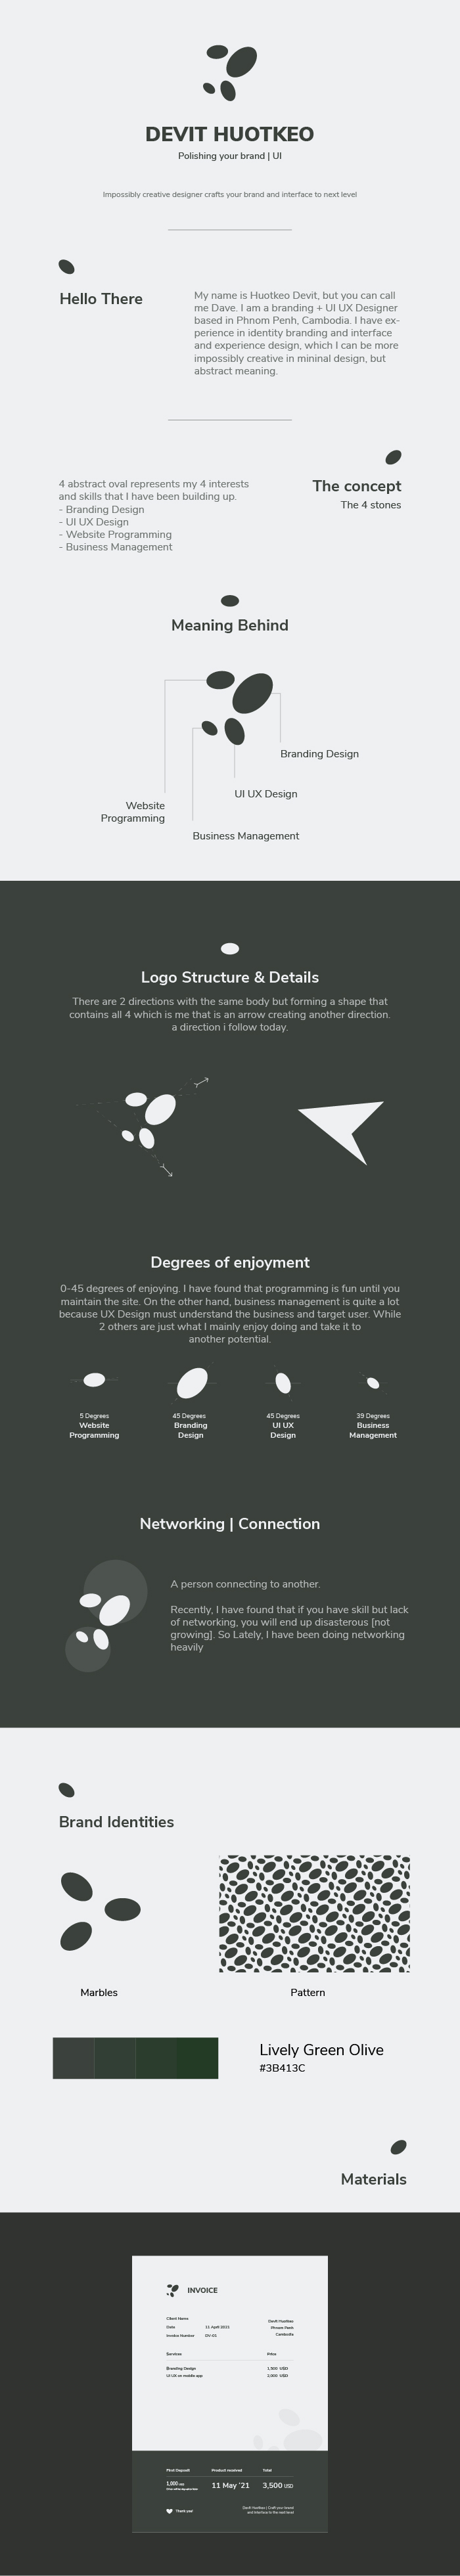 DEVIT HUOTKEO
Polishing your brand | UI
Impossibly creative designer crafts your brand and interface to next level
Hello There
My name is Huotkeo Devit, but you can call
me Dave. I am a branding + UI UX Designer
based in Phnom Penh, Cambodia. I have ex-
perience in identity branding and interface
and experience design, which I can be more
impossibly creative in mininal design, but
abstract meaning.
The concept
The 4 stones
4 abstract oval represents my 4 interests
and skills that I have been building up.
- Branding Design
- UI UX Design
- Website Programming
- Business Management
Meaning Behind
Branding Design
UI UX Design
Website
Programming
Business Management
Logo Structure & Details
There are 2 directions with the same body but forming a shape that
contains all 4 which is me that is an arrow creating another direction.
a direction i follow today.
Degrees of enjoyment
0-45 degrees of enjoying. I have found that programming is fun until you
maintain the site. On the other hand, business management is quite a lot
because UX Design must understand the business and target user. While
2 others are just what I mainly enjoy doing and take it to
another potential.
5 Degrees
Website
Programming
45 Degrees
Branding
Design
45 Degrees
UI UX
Design
39 Degrees
Business
Management
Networking | Connection
A person connecting to another.
Recently, I have found that if you have skill but lack
of networking, you will end up disasterous [not
growing]. So Lately, I have been doing networking
heavily
Brand Identities
Marbles
Pattern
Lively Green Olive
#3B413C
Materials
INVOICE
Client Name
Date 11 April 2021
Invoice Number DV-01
Devit Huotkeo
Phnom Penh
Cambodia
Services Price
Branding Design 1,500 USD
UI UX on mobile app 2,000 USD
First Deposit Product received Total
1,000 11 May '21 3,500 USD
Thank you!
Devit Huotkeo | Craft your brand
and interface to the next level